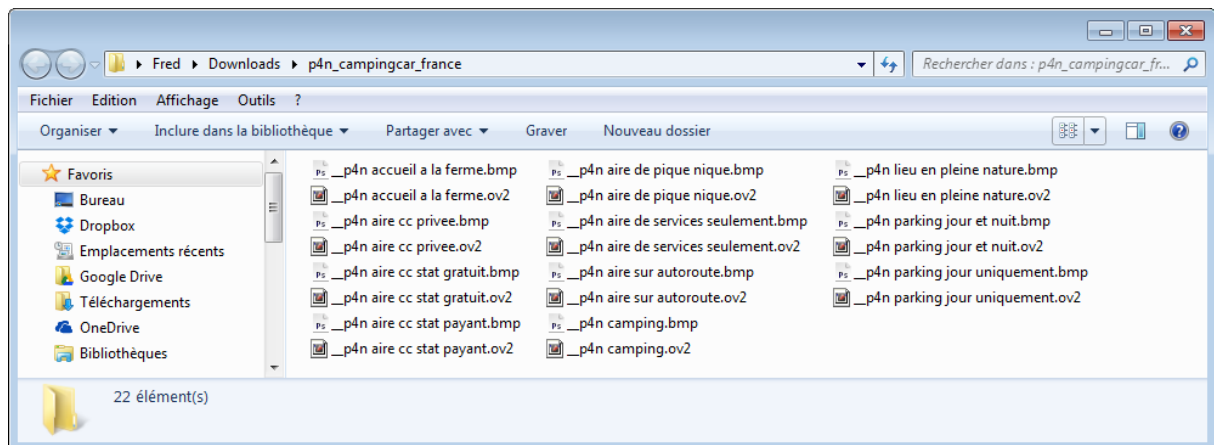 Fred ▸ Downloads ▸ p4n_campingcar_france
Rechercher dans : p4n_campingcar_fr...
Fichier Edition Affichage Outils ?
Organiser Inclure dans la bibliothèque Partager avec Graver Nouveau dossier
Favoris
Bureau
Dropbox
Emplacements récents
Google Drive
Téléchargements
OneDrive
Bibliothèques
__p4n accueil a la ferme.bmp
__p4n accueil a la ferme.ov2
__p4n aire cc privee.bmp
__p4n aire cc privee.ov2
__p4n aire cc stat gratuit.bmp
__p4n aire cc stat gratuit.ov2
__p4n aire cc stat payant.bmp
__p4n aire cc stat payant.ov2
__p4n aire de pique nique.bmp
__p4n aire de pique nique.ov2
__p4n aire de services seulement.bmp
__p4n aire de services seulement.ov2
__p4n aire sur autoroute.bmp
__p4n aire sur autoroute.ov2
__p4n camping.bmp
__p4n camping.ov2
__p4n lieu en pleine nature.bmp
__p4n lieu en pleine nature.ov2
__p4n parking jour et nuit.bmp
__p4n parking jour et nuit.ov2
__p4n parking jour uniquement.bmp
__p4n parking jour uniquement.ov2
22 élément(s)